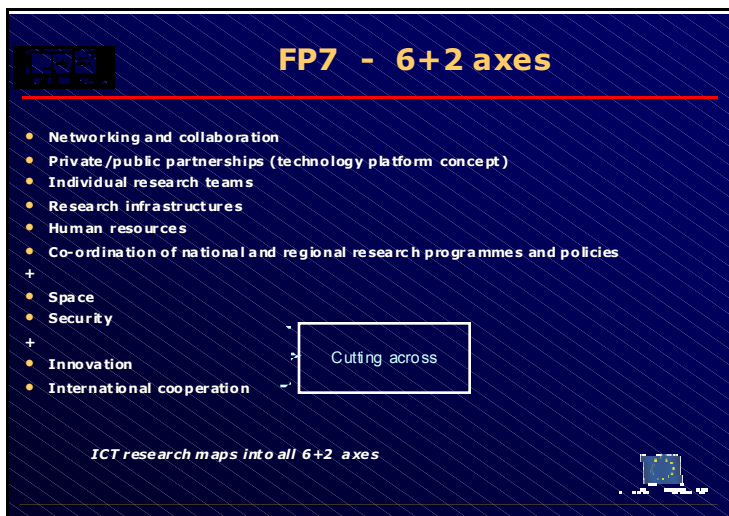 FP7 - 6+2 axes
Networking and collaboration
Private/public partnerships (technology platform concept)
Individual research teams
Research infrastructures
Human resources
Co-ordination of national and regional research programmes and policies
+
Space
Security
+
Innovation
International cooperation
Cutting across
ICT research maps into all 6+2 axes